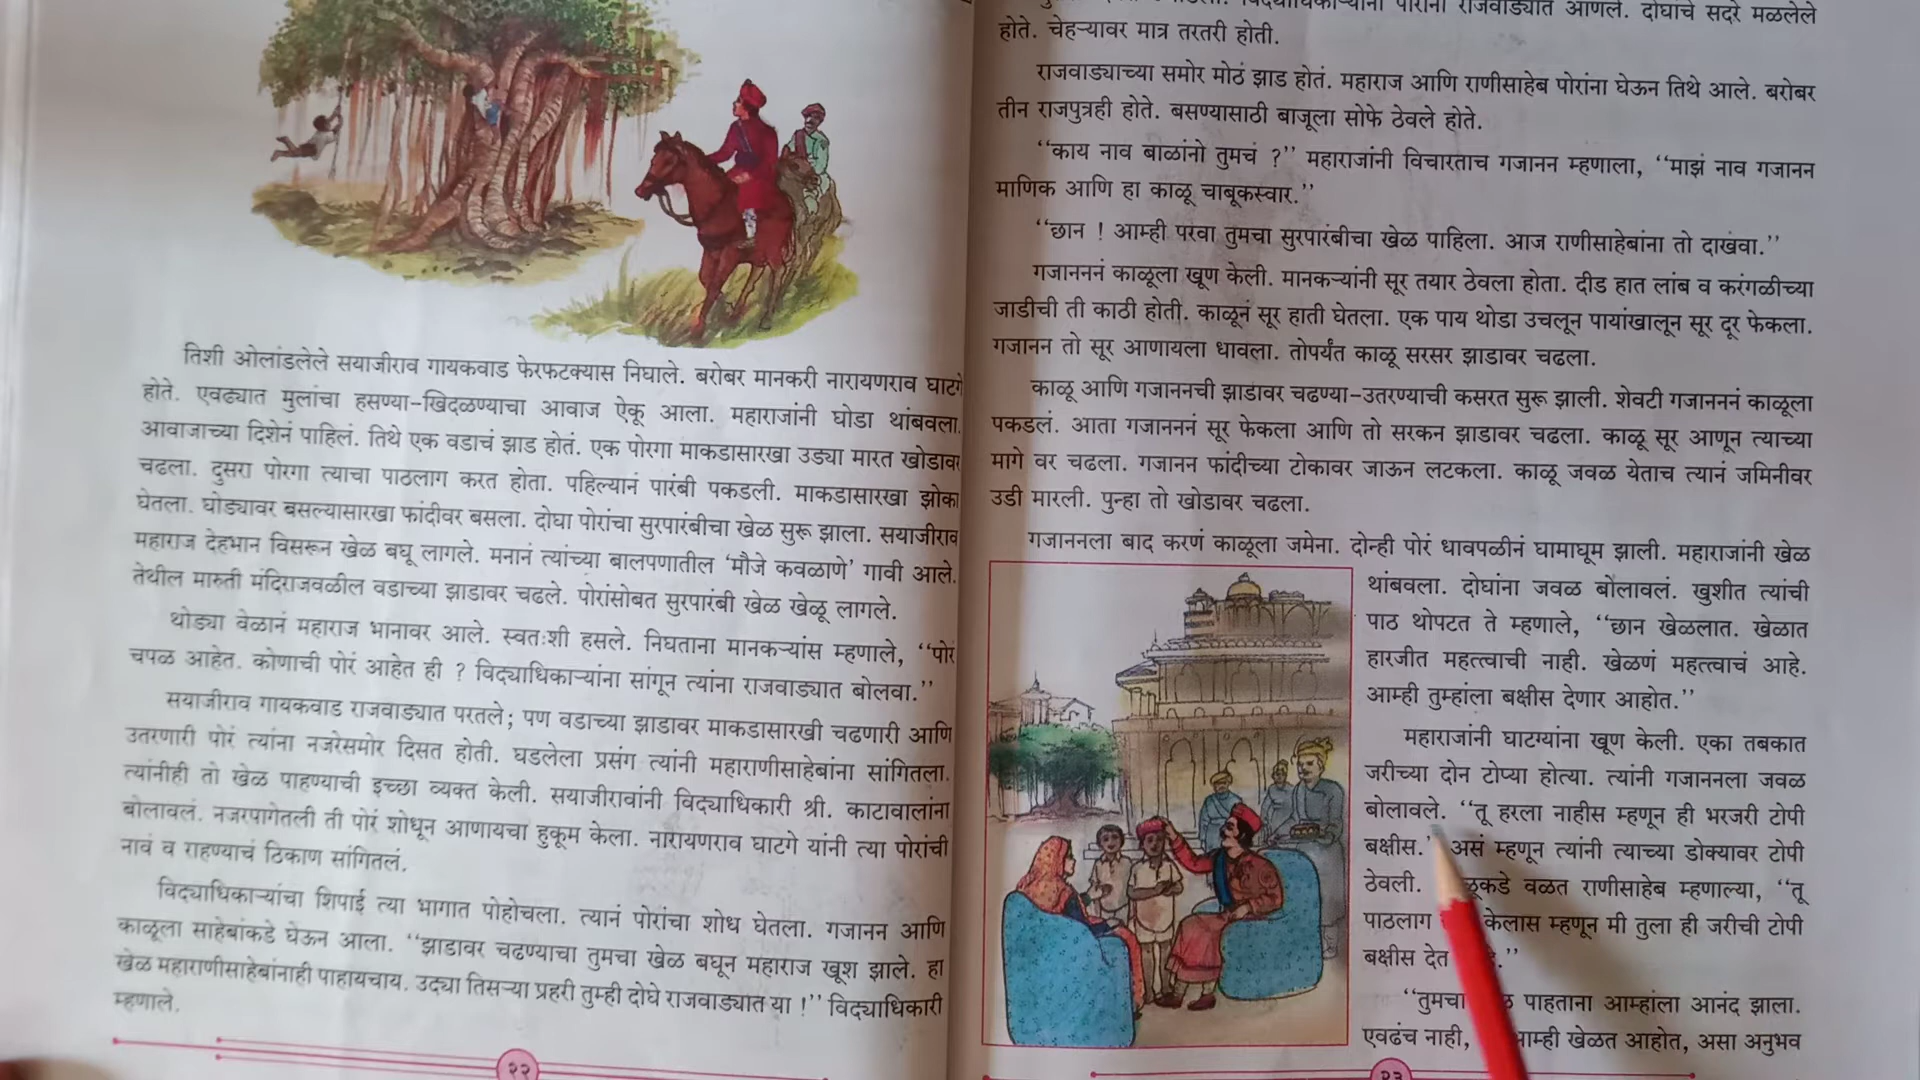 तिशी ओलांडलेले सयाजीराव गायकवाड फेरफटक्यास निघाले. बरोबर मानकरी नारायणराव घाटगे
होते. एवढ्यात मुलांचा हसण्या-खिदळण्याचा आवाज ऐकू आला. महाराजांनी घोडा थांबवला.
आवाजाच्या दिशेनं पाहिलं. तिथे एक वडाचं झाड होतं. एक पोरगा माकडासारखा उड्या मारत खोडावर
चढला. दुसरा पोरगा त्याचा पाठलाग करत होता. पहिल्यानं पारंबी पकडली. माकडासारखा झोका
घेतला. घोड्यावर बसल्यासारखा फांदीवर बसला. दोघा पोरांचा सुरपारंबीचा खेळ सुरू झाला. सयाजीराव
महाराज देहभान विसरून खेळ बघू लागले. मनानं त्यांच्या बालपणातील ‘मौजे कवळाणे’ गावी आले.
तेथील मारुती मंदिराजवळील वडाच्या झाडावर चढले. पोरांसोबत सुरपारंबी खेळ खेळू लागले.
थोड्या वेळानं महाराज भानावर आले. स्वतःशी हसले. निघताना मानकऱ्यांस म्हणाले, ‘‘पोरं
चपळ आहेत. कोणाची पोरं आहेत ही ? विद्याधिकाऱ्यांना सांगून त्यांना राजवाड्यात बोलवा.’’
सयाजीराव गायकवाड राजवाड्यात परतले; पण वडाच्या झाडावर माकडासारखी चढणारी आणि
उतरणारी पोरं त्यांना नजरेसमोर दिसत होती. घडलेला प्रसंग त्यांनी महाराणीसाहेबांना सांगितला.
त्यांनीही तो खेळ पाहण्याची इच्छा व्यक्त केली. सयाजीरावांनी विद्याधिकारी श्री. काटावालांना
बोलावलं. नजरपागेतली ती पोरं शोधून आणायचा हुकूम केला. नारायणराव घाटगे यांनी त्या पोरांची
नावं व राहण्याचं ठिकाण सांगितलं.
विद्याधिकाऱ्यांचा शिपाई त्या भागात पोहोचला. त्यानं पोरांचा शोध घेतला. गजानन आणि
काळूला साहेबांकडे घेऊन आला. ‘‘झाडावर चढण्याचा तुमचा खेळ बघून महाराज खूश झाले. हा
खेळ महाराणीसाहेबांनाही पाहायचाय. उद्या तिसऱ्या प्रहरी तुम्ही दोघे राजवाड्यात या !’’ विद्याधिकारी
म्हणाले.
२२
विद्याधिकाऱ्यांनी पोरांना राजवाड्यात आणले. दोघांचे सदरे मळलेले
होते. चेहऱ्यावर मात्र तरतरी होती.
राजवाड्याच्या समोर मोठं झाड होतं. महाराज आणि राणीसाहेब पोरांना घेऊन तिथे आले. बरोबर
तीन राजपुत्रही होते. बसण्यासाठी बाजूला सोफे ठेवले होते.
‘‘काय नाव बाळांनो तुमचं ?’’ महाराजांनी विचारताच गजानन म्हणाला, ‘‘माझं नाव गजानन
माणिक आणि हा काळू चाबूकस्वार.’’
‘‘छान ! आम्ही परवा तुमचा सुरपारंबीचा खेळ पाहिला. आज राणीसाहेबांना तो दाखवा.’’
गजानननं काळूला खूण केली. मानकऱ्यांनी सूर तयार ठेवला होता. दीड हात लांब व करंगळीच्या
जाडीची ती काठी होती. काळूनं सूर हाती घेतला. एक पाय थोडा उचलून पायांखालून सूर दूर फेकला.
गजानन तो सूर आणायला धावला. तोपर्यंत काळू सरसर झाडावर चढला.
काळू आणि गजाननची झाडावर चढण्या-उतरण्याची कसरत सुरू झाली. शेवटी गजानननं काळूला
पकडलं. आता गजानननं सूर फेकला आणि तो सरकन झाडावर चढला. काळू सूर आणून त्याच्या
मागे वर चढला. गजानन फांदीच्या टोकावर जाऊन लटकला. काळू जवळ येताच त्यानं जमिनीवर
उडी मारली. पुन्हा तो खोडावर चढला.
गजाननला बाद करणं काळूला जमेना. दोन्ही पोरं धावपळीनं घामाघूम झाली. महाराजांनी खेळ
थांबवला. दोघांना जवळ बोलावलं. खुशीत त्यांची
पाठ थोपटत ते म्हणाले, ‘‘छान खेळलात. खेळात
हारजीत महत्त्वाची नाही. खेळणं महत्त्वाचं आहे.
आम्ही तुम्हांला बक्षीस देणार आहोत.’’
महाराजांनी घाटग्यांना खूण केली. एका तबकात
जरीच्या दोन टोप्या होत्या. त्यांनी गजाननला जवळ
बोलावले. ‘‘तू हरला नाहीस म्हणून ही भरजरी टोपी
बक्षीस.’ असं म्हणून त्यांनी त्याच्या डोक्यावर टोपी
ठेवली. वळत राणीसाहेब म्हणाल्या, ‘‘तू
पाठलाग केलास म्हणून मी तुला ही जरीची टोपी
बक्षीस देत
‘‘तुमचा पाहताना आम्हांला आनंद झाला.
एवढंच नाही, आम्ही खेळत आहोत, असा अनुभव
२३